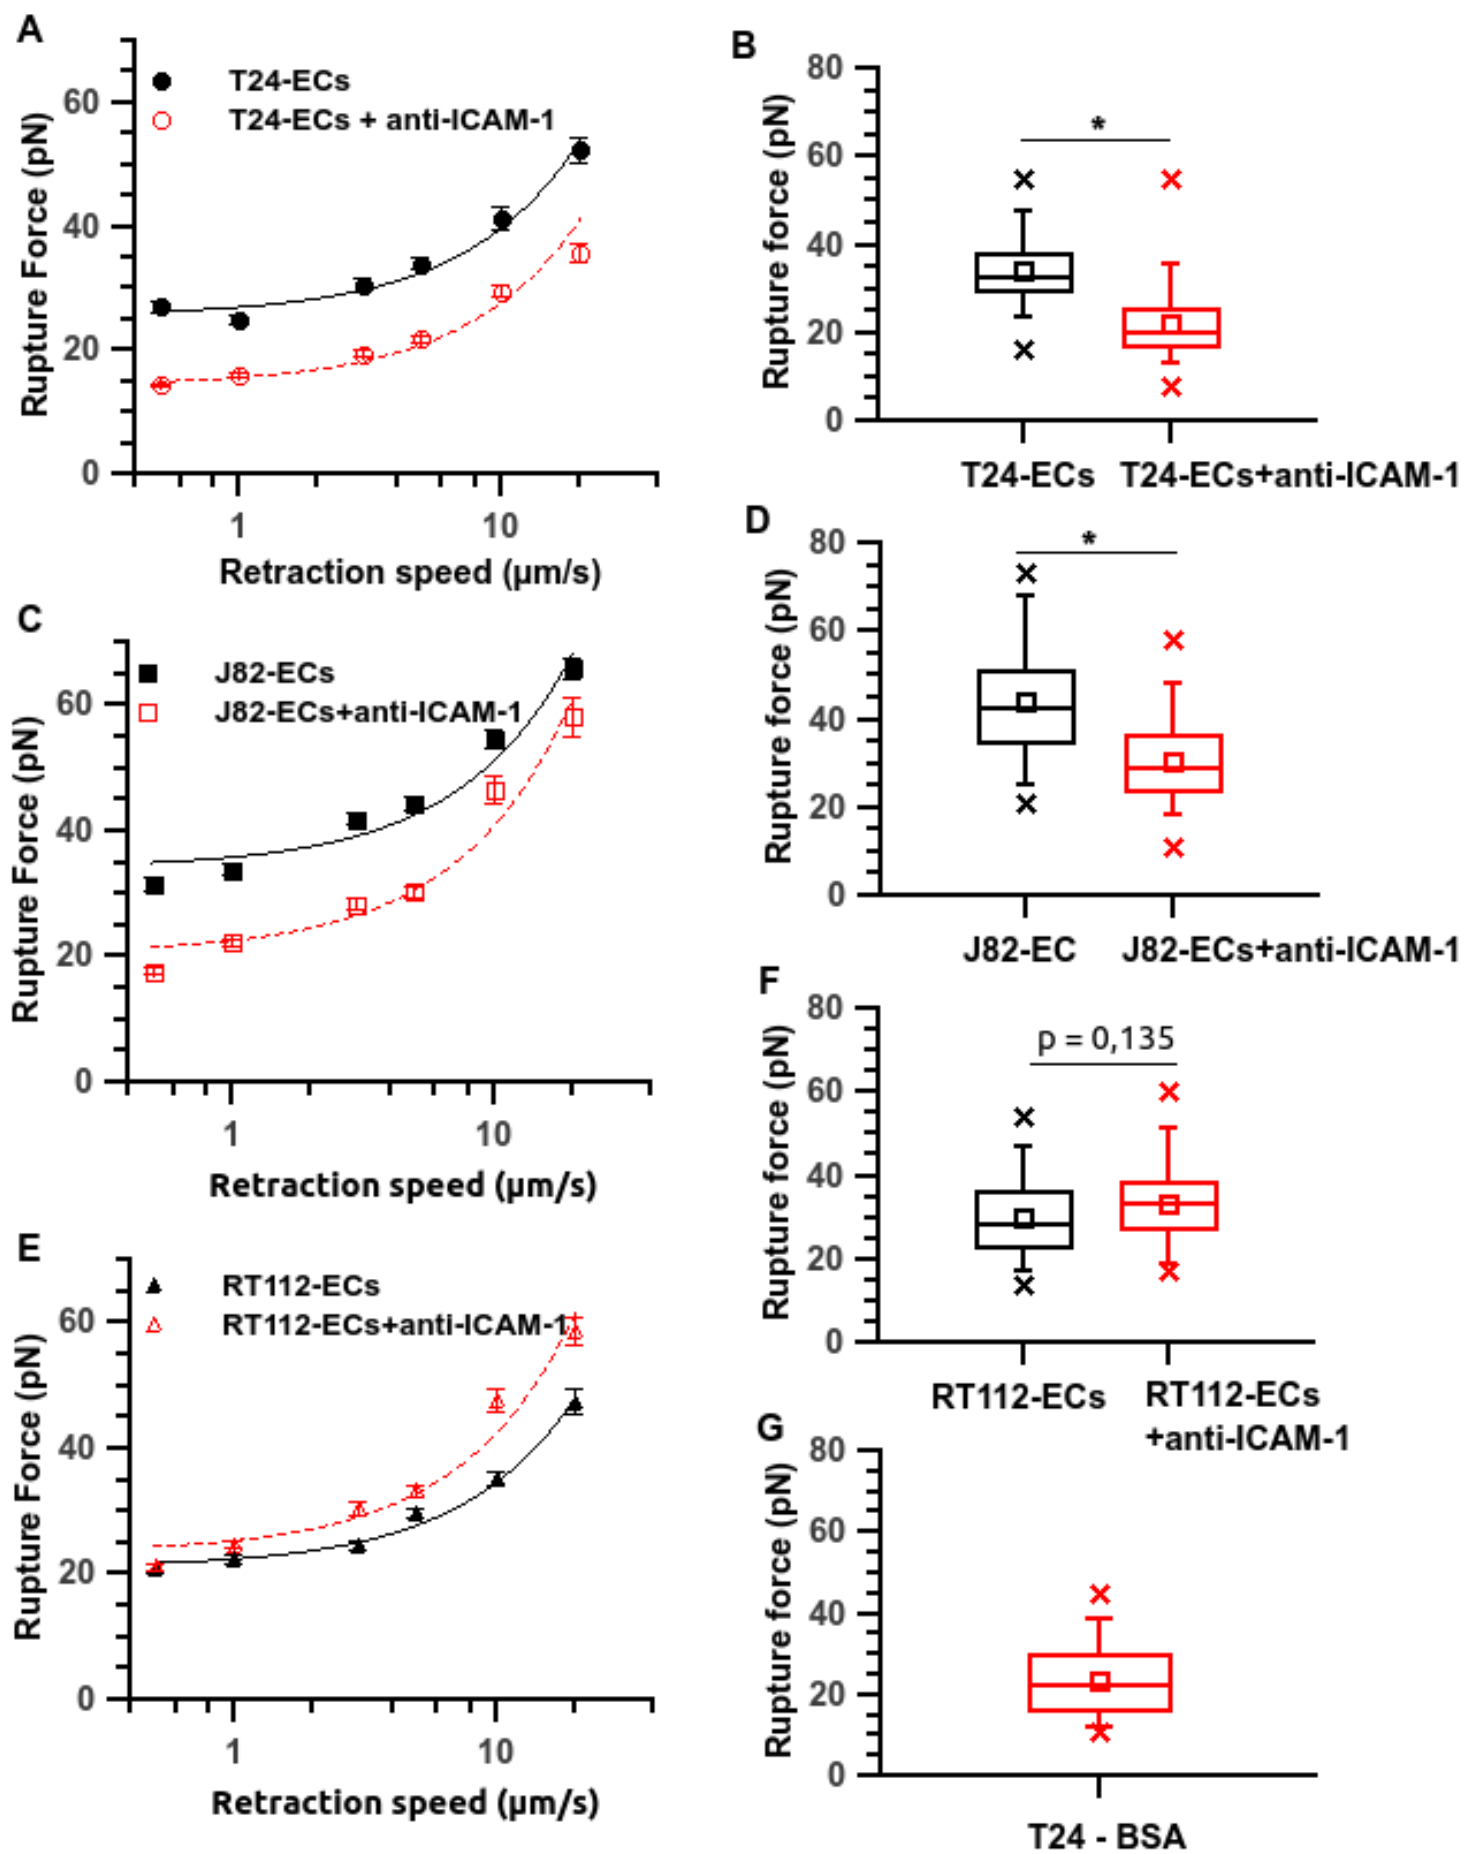 A
Rupture Force (pN)
60
40
20
0
T24-ECs
T24-ECs + anti-ICAM-1
1
10
Retraction speed (µm/s)
B
Rupture force (pN)
80
60
40
20
0
*
T24-ECs
T24-ECs+anti-ICAM-1
C
Rupture Force (pN)
60
40
20
0
J82-ECs
J82-ECs+anti-ICAM-1
1
10
Retraction speed (µm/s)
D
Rupture force (pN)
80
60
40
20
0
*
J82-EC
J82-ECs+anti-ICAM-1
E
Rupture Force (pN)
60
40
20
0
RT112-ECs
RT112-ECs+anti-ICAM-1
1
10
Retraction speed (µm/s)
F
Rupture force (pN)
80
60
40
20
0
p = 0,135
RT112-ECs
RT112-ECs
+anti-ICAM-1
G
Rupture force (pN)
80
60
40
20
0
T24 - BSA